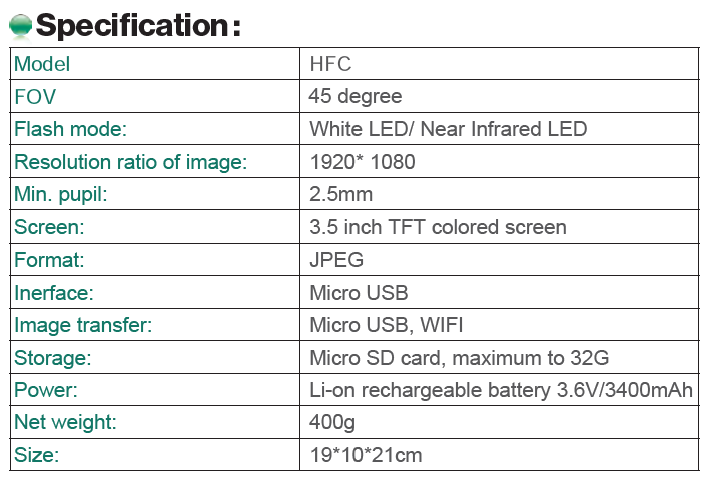 Specification:
Model HFC
FOV 45 degree
Flash mode: White LED/ Near Infrared LED
Resolution ratio of image: 1920* 1080
Min. pupil: 2.5mm
Screen: 3.5 inch TFT colored screen
Format: JPEG
Inerface: Micro USB
Image transfer: Micro USB, WIFI
Storage: Micro SD card, maximum to 32G
Power: Li-on rechargeable battery 3.6V/3400mAh
Net weight: 400g
Size: 19*10*21cm